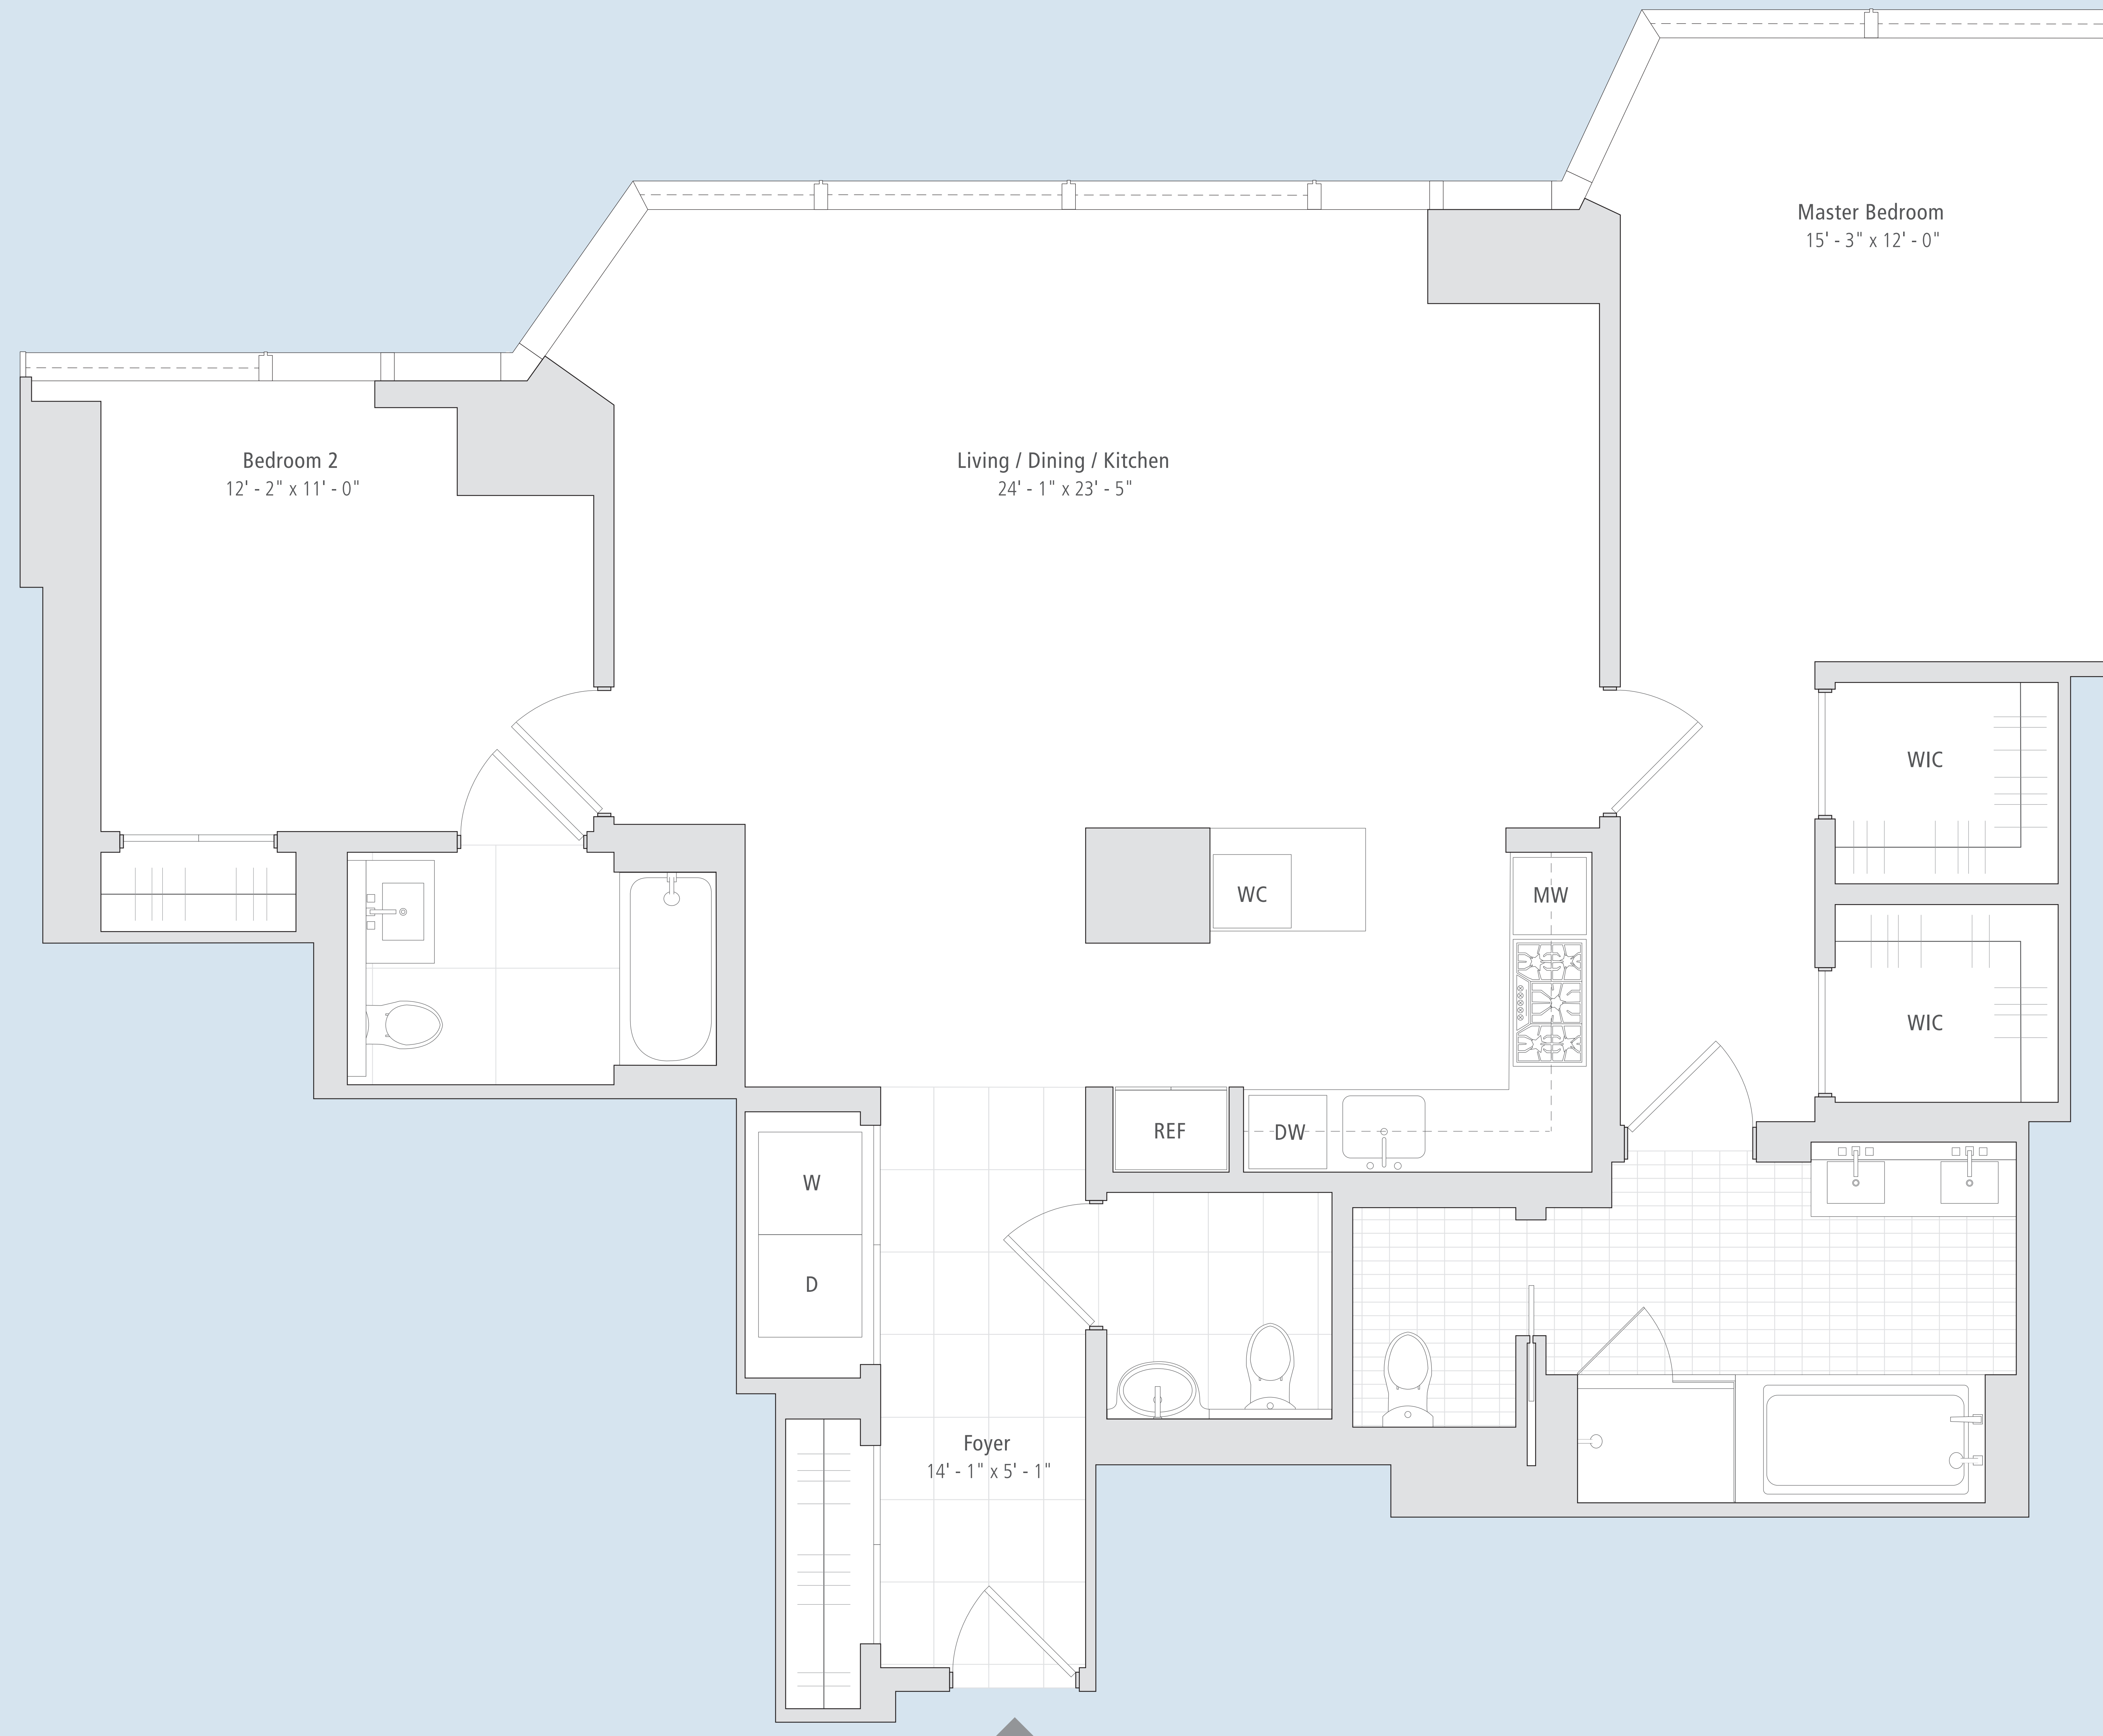 Master Bedroom
15' - 3" x 12' - 0"
Bedroom 2
12' - 2" x 11' - 0"
Living / Dining / Kitchen
24' - 1" x 23' - 5"
WIC
WC
MW
WIC
REF
DW
W
D
Foyer
14' - 1" x 5' - 1"